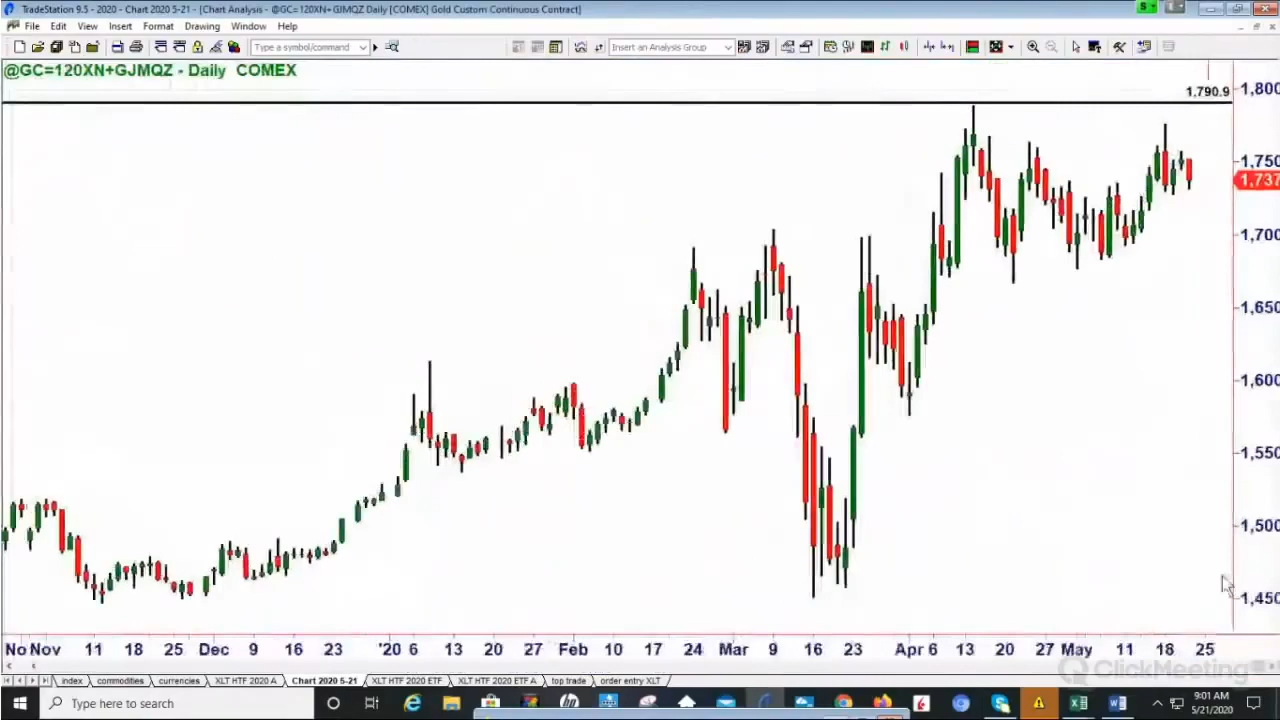 TradeStation 9.5 - 2020 - Chart 2020 5-21 - [Chart Analysis - @GC=120XN+GJMQZ Daily [COMEX] Gold Custom Continuous Contract]
File Edit View Insert Format Drawing Window Help
Type a symbol/command
Insert an Analysis Group
@GC=120XN+GJMQZ - Daily COMEX
1,790.9
1,800
1,750
1,737
1,700
1,650
1,600
1,550
1,500
1,450
No Nov 11 18 25 Dec 9 16 23 '20 6 13 20 27 Feb 10 17 24 Mar 9 16 23 Apr 6 13 20 27 May 11 18 25
ClickMeeting
index commodities currencies XLT HTF 2020 A Chart 2020 5-21 XLT HTF 2020 ETF XLT HTF 2020 ETF A top trade order entry XLT
Type here to search
9:01 AM
5/21/2020